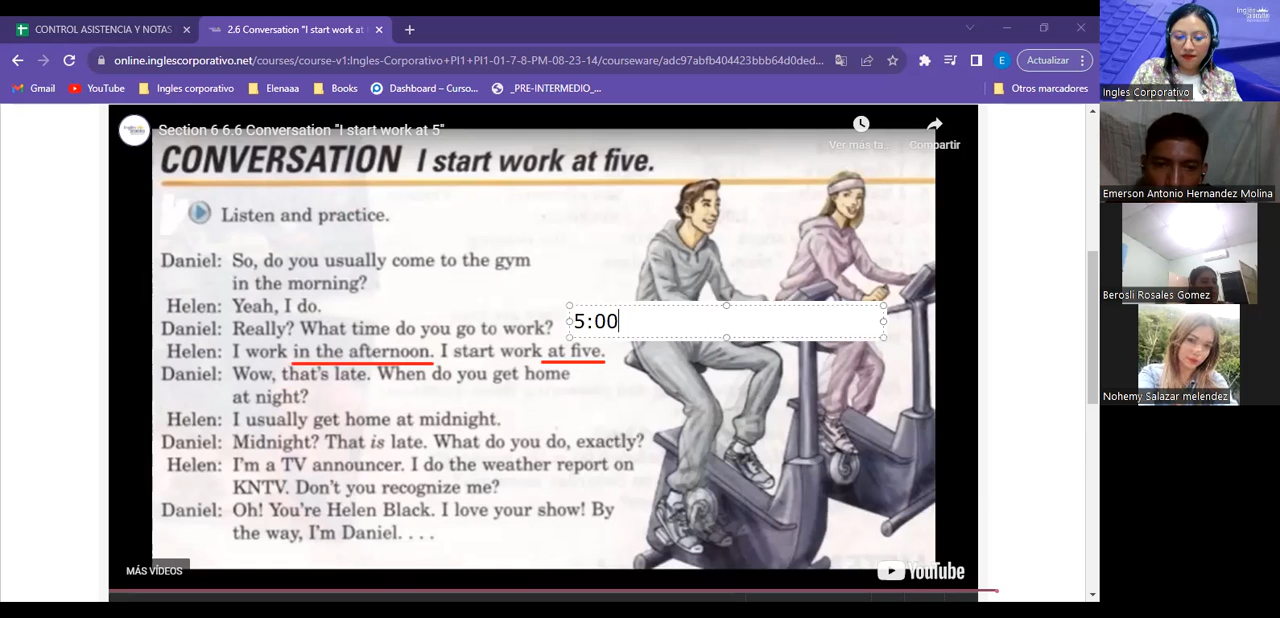 CONTROL ASISTENCIA Y NOTAS
2.6 Conversation "I start work at
online.inglescorporativo.net/courses/course-v1:Ingles-Corporativo+PI1+PI1-01-7-8-PM-08-23-14/courseware/adc97abfb404423bbb64d0ded...
E
Actualizar
Gmail
YouTube
Ingles corporativo
Elenaaa
Books
Dashboard – Curso...
_PRE-INTERMEDIO_...
Otros marcadores
Section 6 6.6 Conversation "I start work at 5"
Ver más ta...
Compartir
CONVERSATION I start work at five.
Listen and practice.
Daniel: So, do you usually come to the gym
in the morning?
Helen: Yeah, I do.
Daniel: Really? What time do you go to work?
5:00
Helen: I work in the afternoon. I start work at five.
Daniel: Wow, that's late. When do you get home
at night?
Helen: I usually get home at midnight.
Daniel: Midnight? That is late. What do you do, exactly?
Helen: I'm a TV announcer. I do the weather report on
KNTV. Don't you recognize me?
Daniel: Oh! You're Helen Black. I love your show! By
the way, I'm Daniel. . . .
MÁS VÍDEOS
YouTube
Ingles Corporativo
Emerson Antonio Hernandez Molina
Berosli Rosales Gomez
Nohemy Salazar melendez